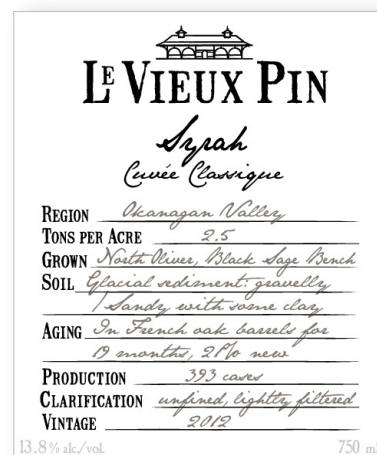 LE VIEUX PIN
Syrah
Cuvée Classique
REGION Okanagan Valley
TONS PER ACRE 2.5
GROWN North Oliver, Black Sage Bench
SOIL Glacial sediment: gravelly
/ Sandy with some clay
AGING In French oak barrels for
19 months, 21% new
PRODUCTION 393 cases
CLARIFICATION unfined, lightly filtered
VINTAGE 2012
13.8% alc./vol. 750 ml